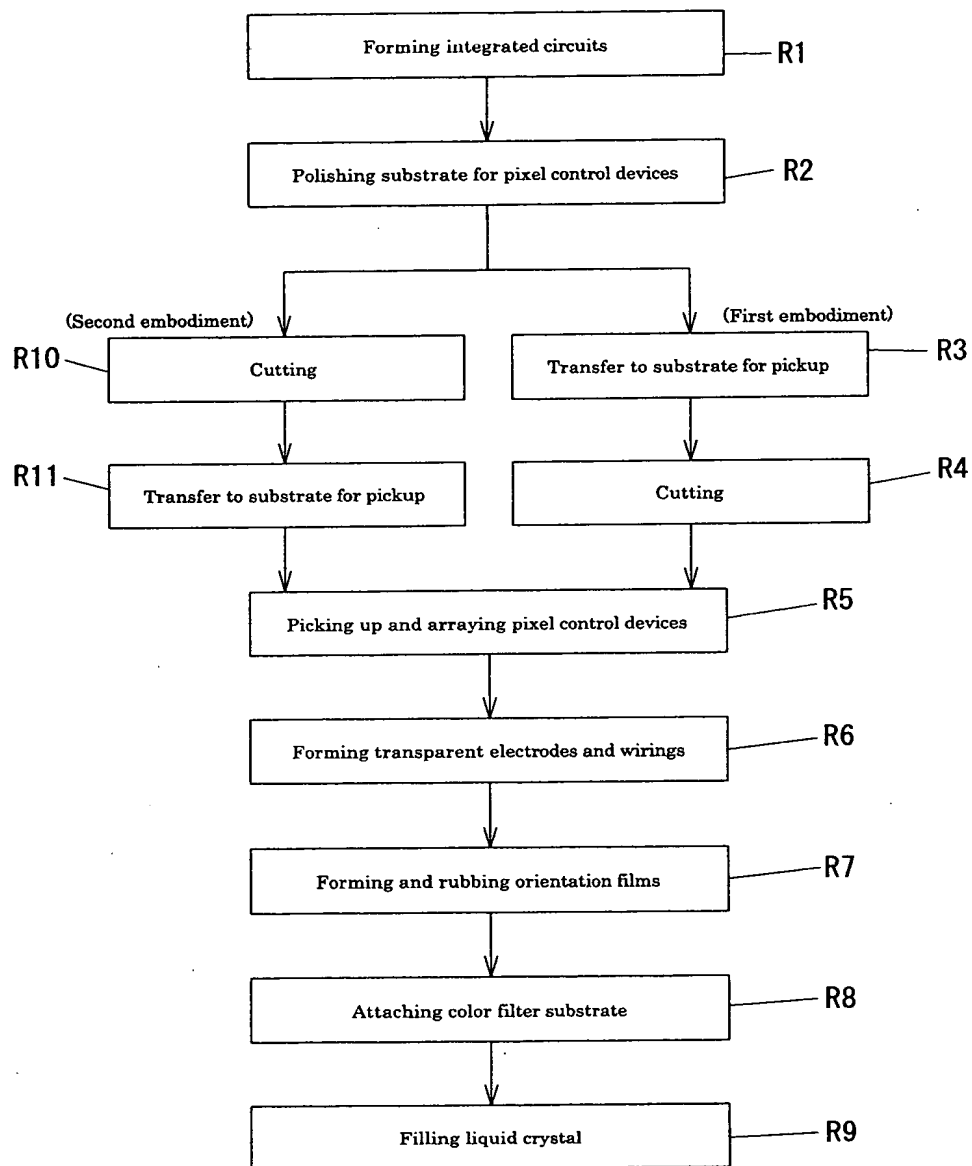 Forming integrated circuits
R1
Polishing substrate for pixel control devices
R2
(Second embodiment)
(First embodiment)
R10
Cutting
Transfer to substrate for pickup
R3
R11
Transfer to substrate for pickup
Cutting
R4
Picking up and arraying pixel control devices
R5
Forming transparent electrodes and wirings
R6
Forming and rubbing orientation films
R7
Attaching color filter substrate
R8
Filling liquid crystal
R9